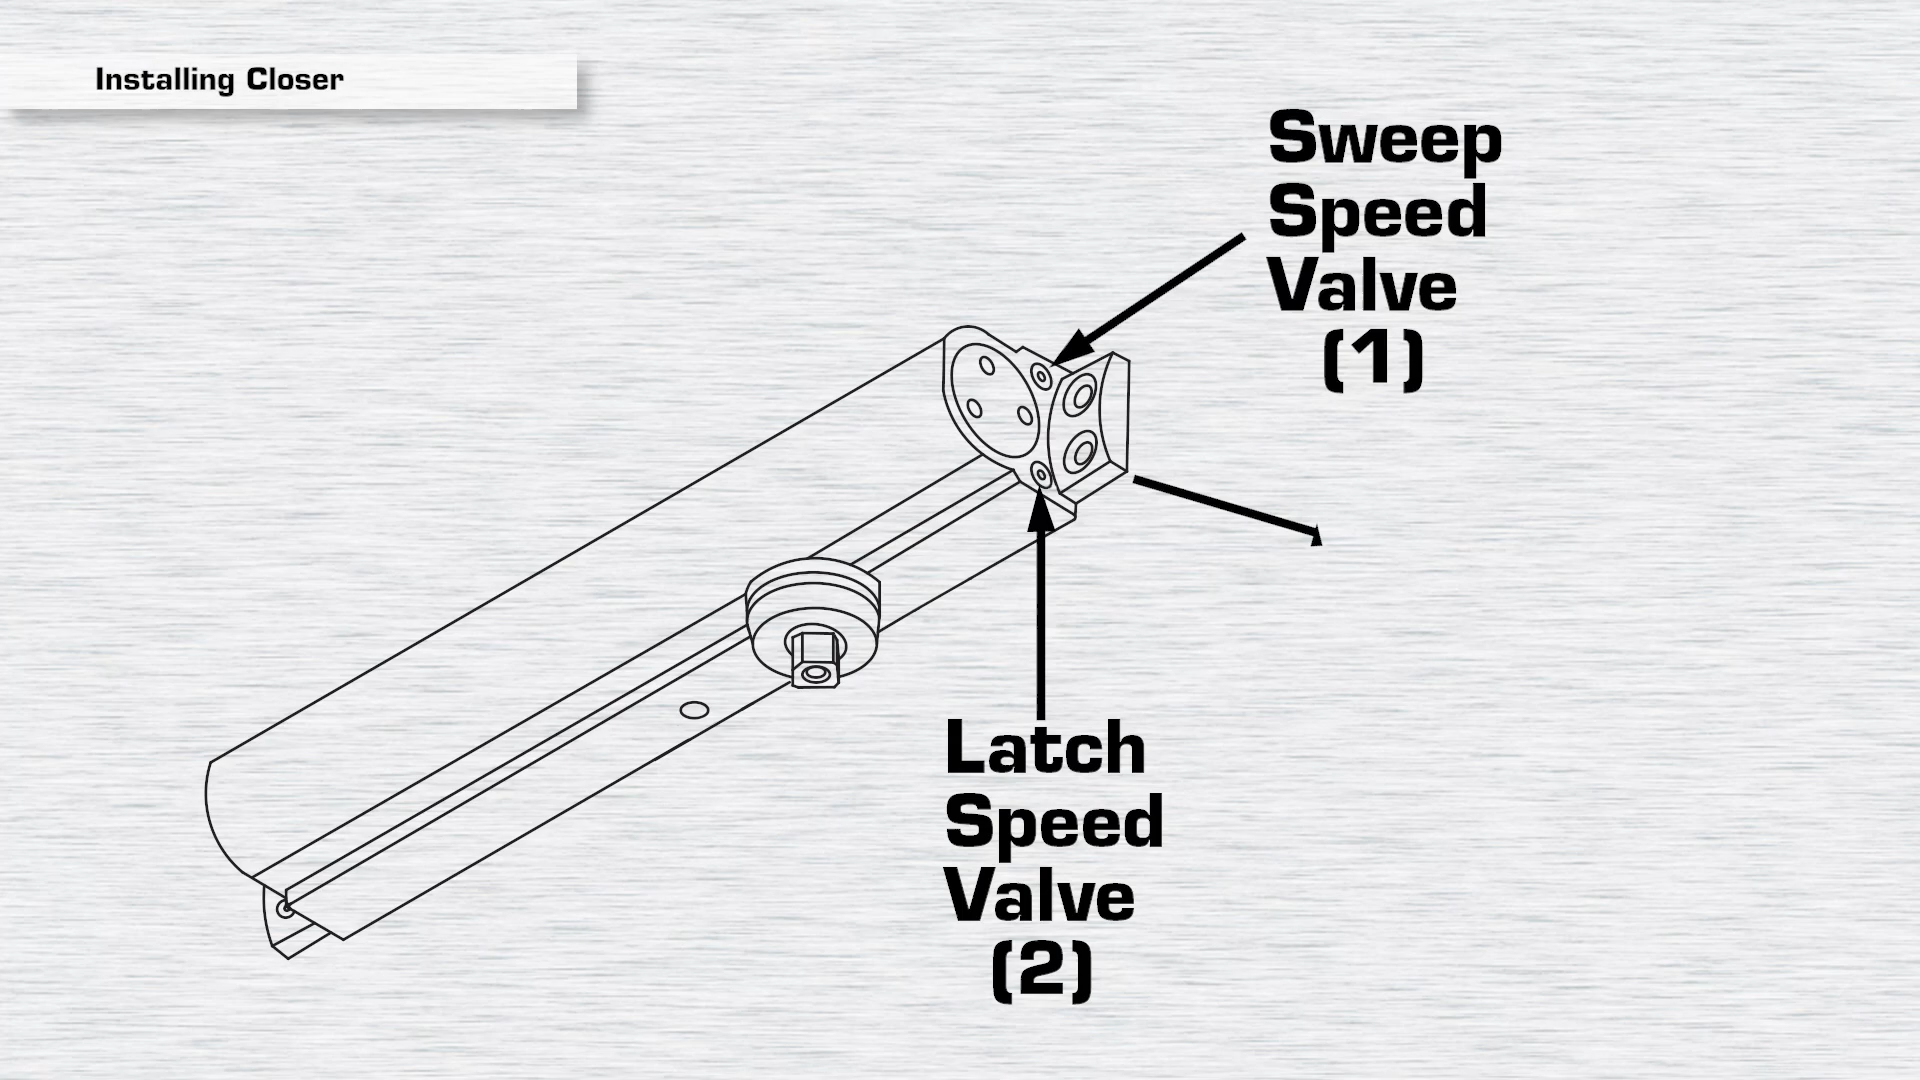 Installing Closer
Sweep
Speed
Valve
(1)
Latch
Speed
Valve
(2)